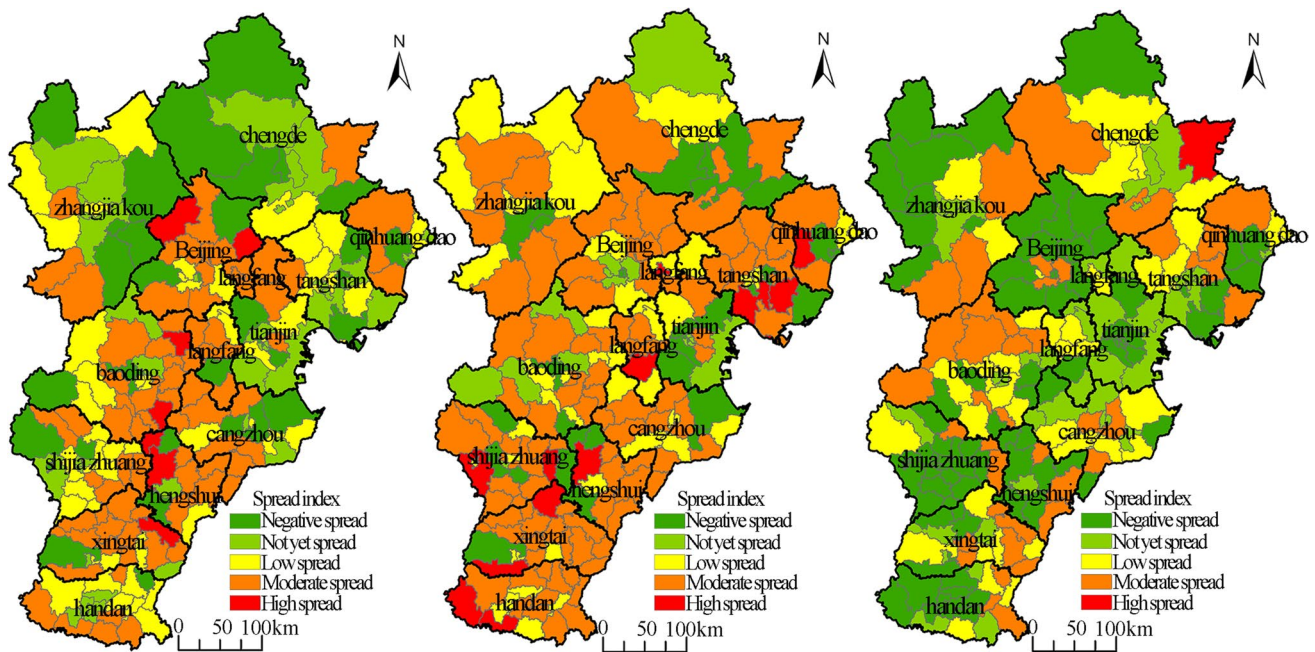 N
chengde
zhangjia kou
qinhuang dao
Beijing
langfang
tangshan
tianjin
langfang
baoding
cangzhou
shijia zhuang
hengshui
xingtai
handan
Spread index
Negative spread
Not yet spread
Low spread
Moderate spread
High spread
0 50 100km
N
chengde
zhangjia kou
qinhuang dao
Beijing
langfang
tangshan
tianjin
langfang
baoding
cangzhou
shijia zhuang
hengshui
xingtai
handan
Spread index
Negative spread
Not yet spread
Low spread
Moderate spread
High spread
0 50 100km
N
chengde
zhangjia kou
qinhuang dao
Beijing
langfang
tangshan
tianjin
langfang
baoding
cangzhou
shijia zhuang
hengshui
xingtai
handan
Spread index
Negative spread
Not yet spread
Low spread
Moderate spread
High spread
0 50 100km